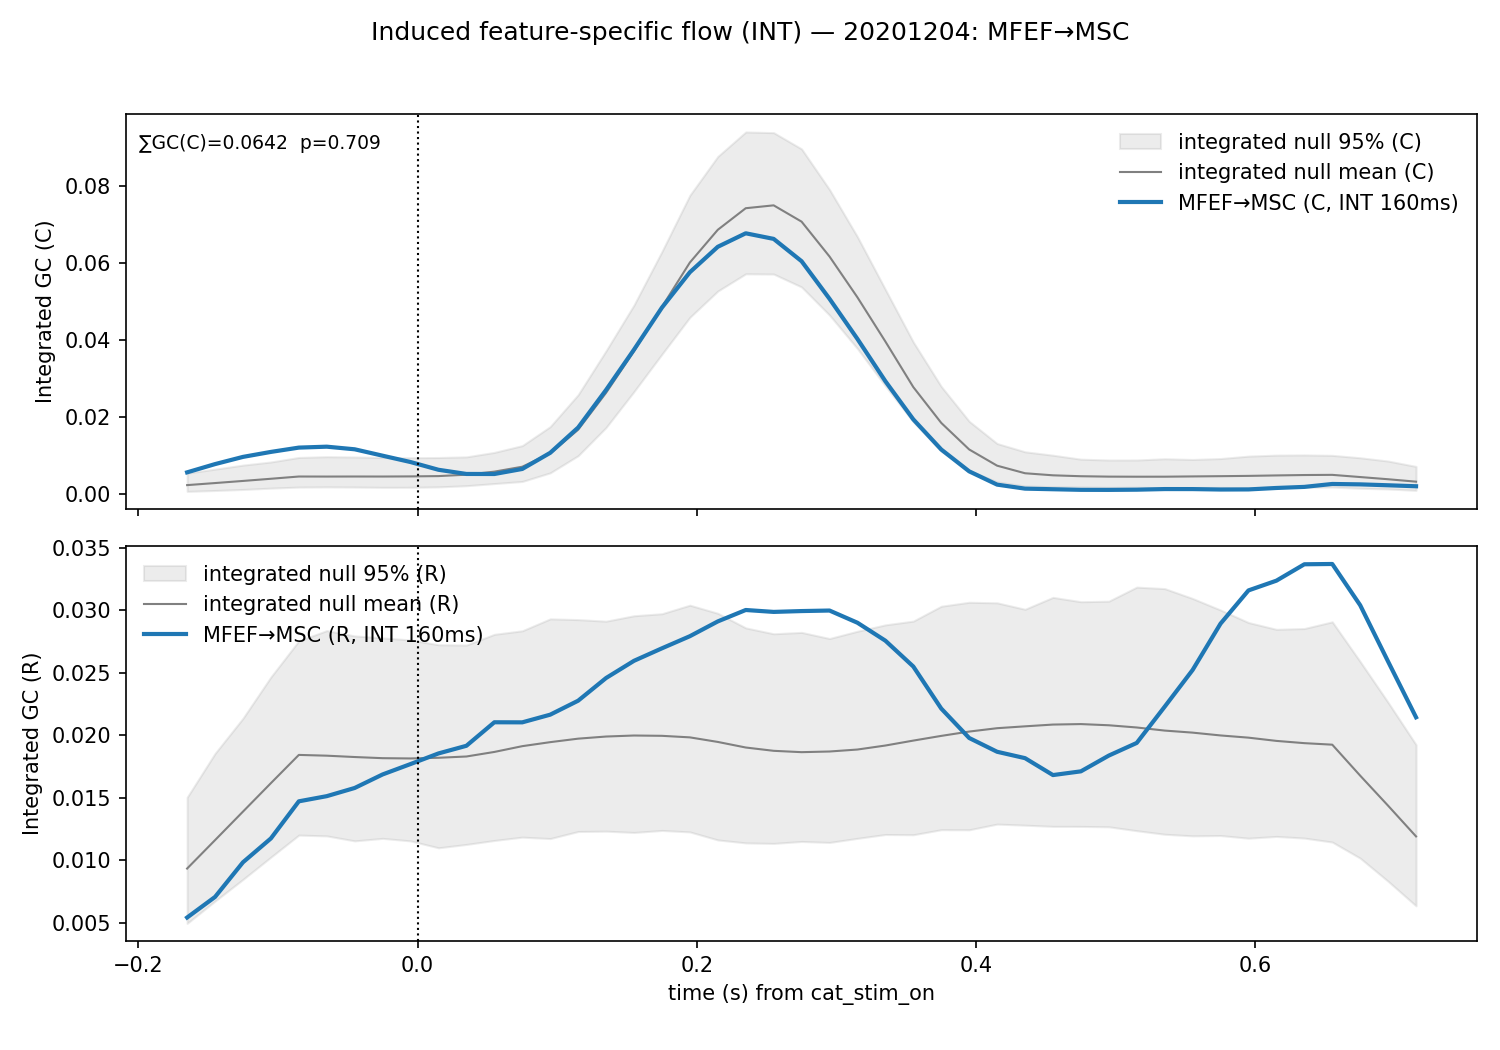 Induced feature-specific flow (INT) — 20201204: MFEF→MSC
∑GC(C)=0.0642  p=0.709
integrated null 95% (C)
integrated null mean (C)
MFEF→MSC (C, INT 160ms)
Integrated GC (C)
0.08
0.06
0.04
0.02
0.00
integrated null 95% (R)
integrated null mean (R)
MFEF→MSC (R, INT 160ms)
Integrated GC (R)
0.035
0.030
0.025
0.020
0.015
0.010
0.005
−0.2 0.0 0.2 0.4 0.6
time (s) from cat_stim_on